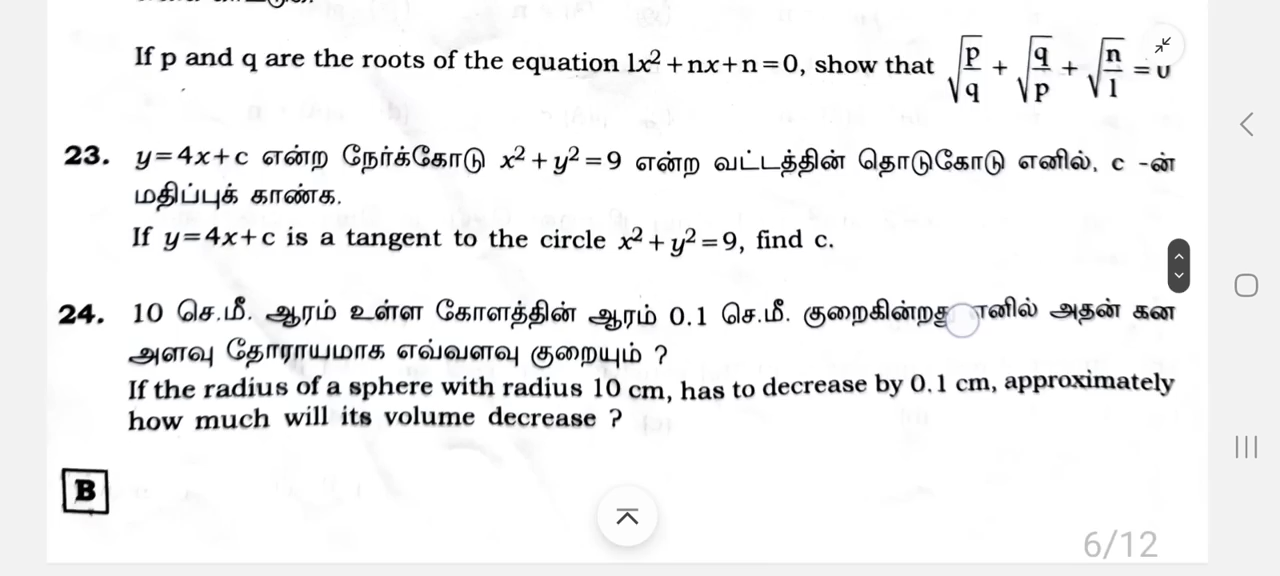 If p and q are the roots of the equation lx²+nx+n=0, show that √(p/q) + √(q/p) + √(n/l) =
23. y=4x+c என்ற நேர்க்கோடு x²+y²=9 என்ற வட்டத்தின் தொடுகோடு எனில், c -ன்
மதிப்புக் காண்க.
If y=4x+c is a tangent to the circle x²+y²=9, find c.
24. 10 செ.மீ. ஆரம் உள்ள கோளத்தின் ஆரம் 0.1 செ.மீ. குறைகின்றது எனில் அதன் கன
அளவு தோராயமாக எவ்வளவு குறையும் ?
If the radius of a sphere with radius 10 cm, has to decrease by 0.1 cm, approximately
how much will its volume decrease ?
B
6/12